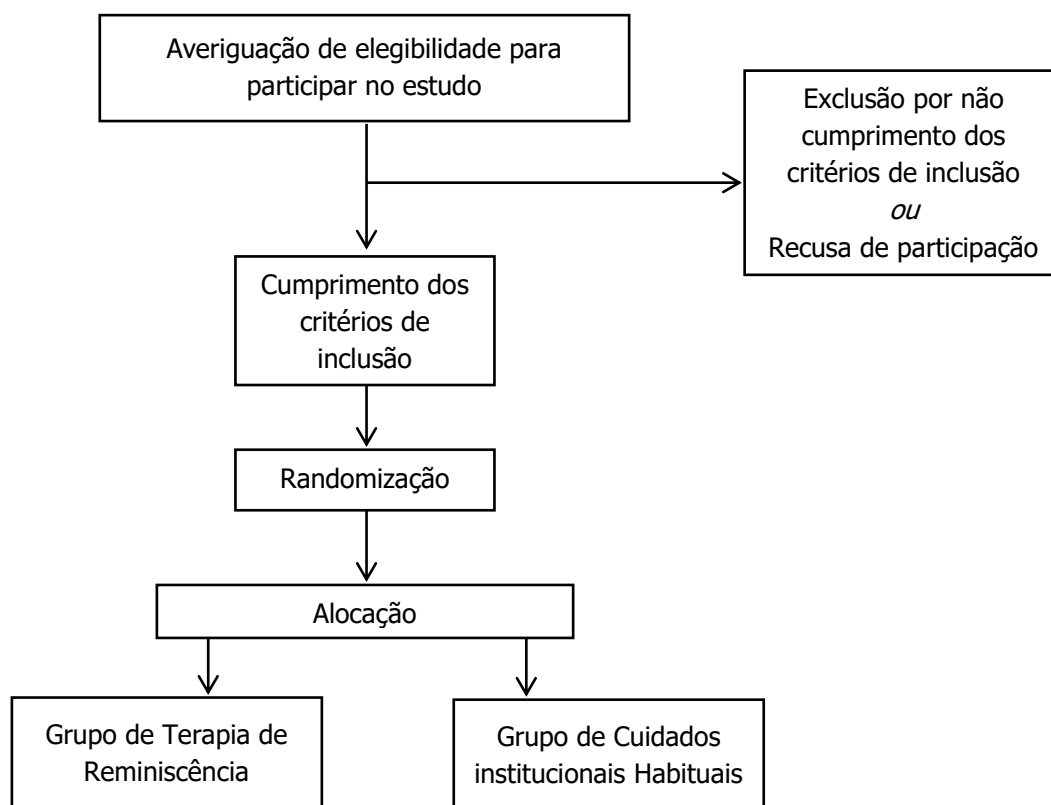 Averiguação de elegibilidade para
participar no estudo
Exclusão por não
cumprimento dos
critérios de inclusão
ou
Recusa de participação
Cumprimento dos
critérios de
inclusão
Randomização
Alocação
Grupo de Terapia de
Reminiscência
Grupo de Cuidados
institucionais Habituais